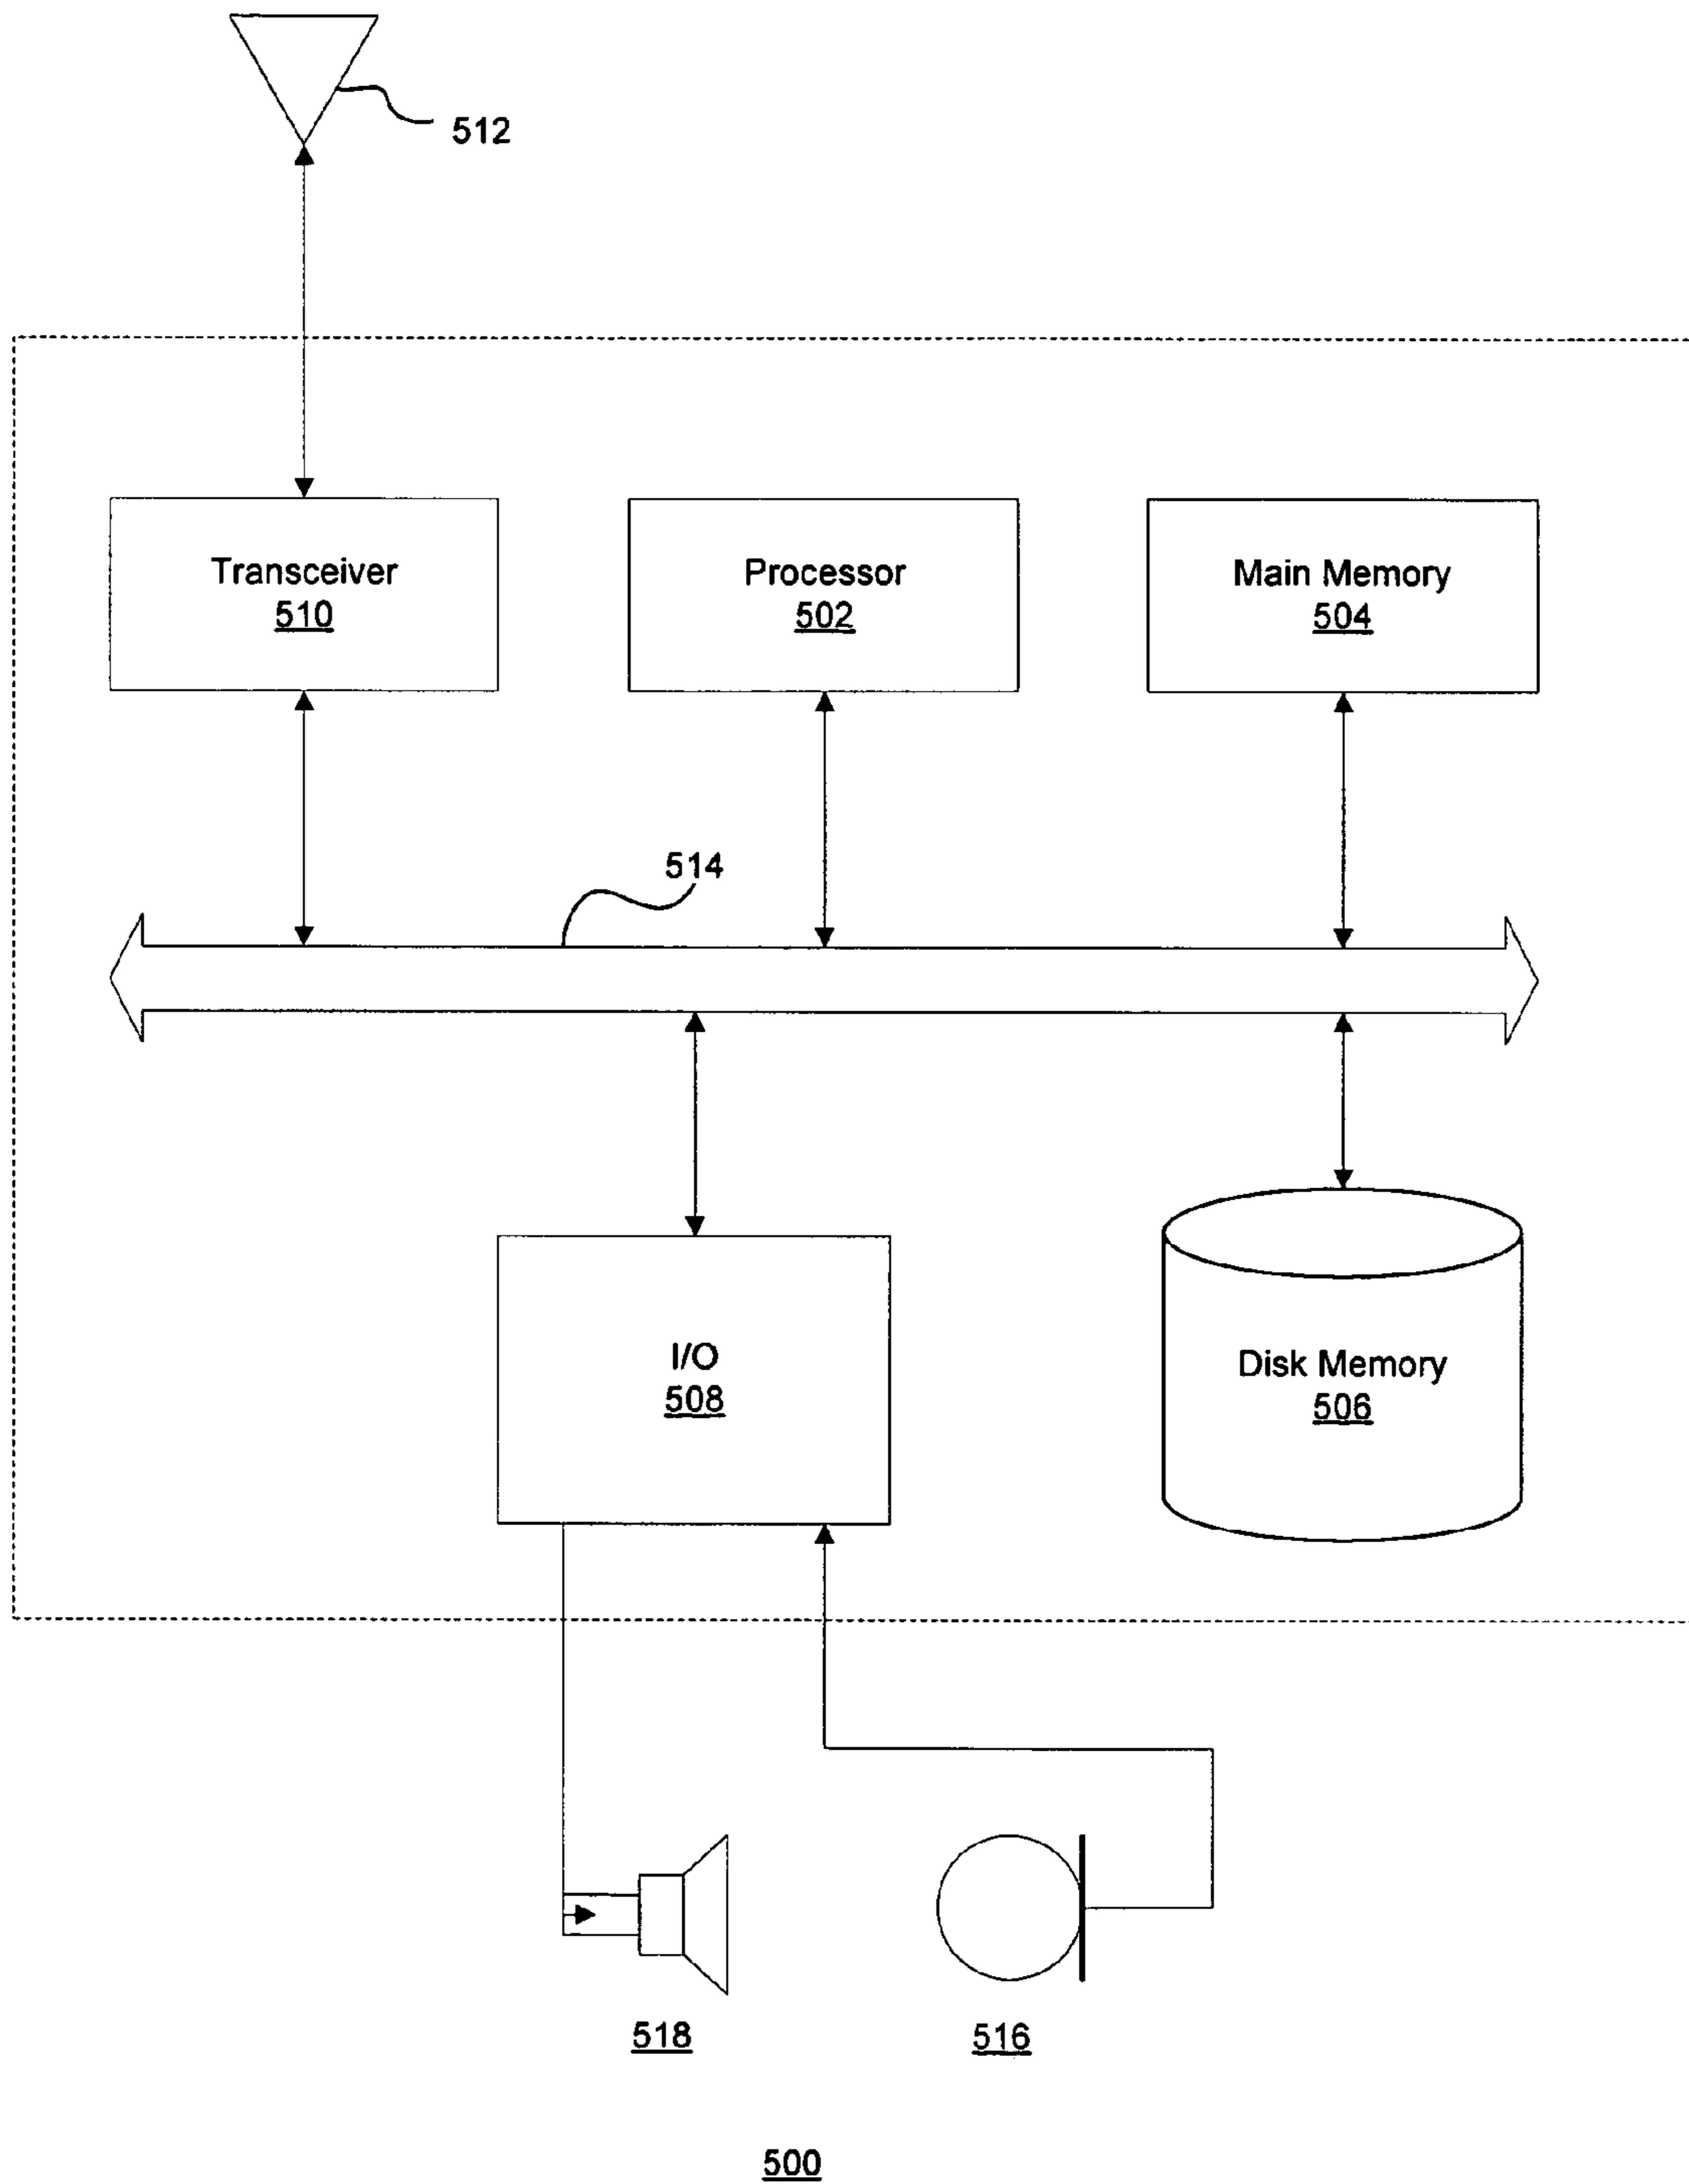 512
Transceiver
510
Processor
502
Main Memory
504
514
I/O
508
Disk Memory
506
518
516
500